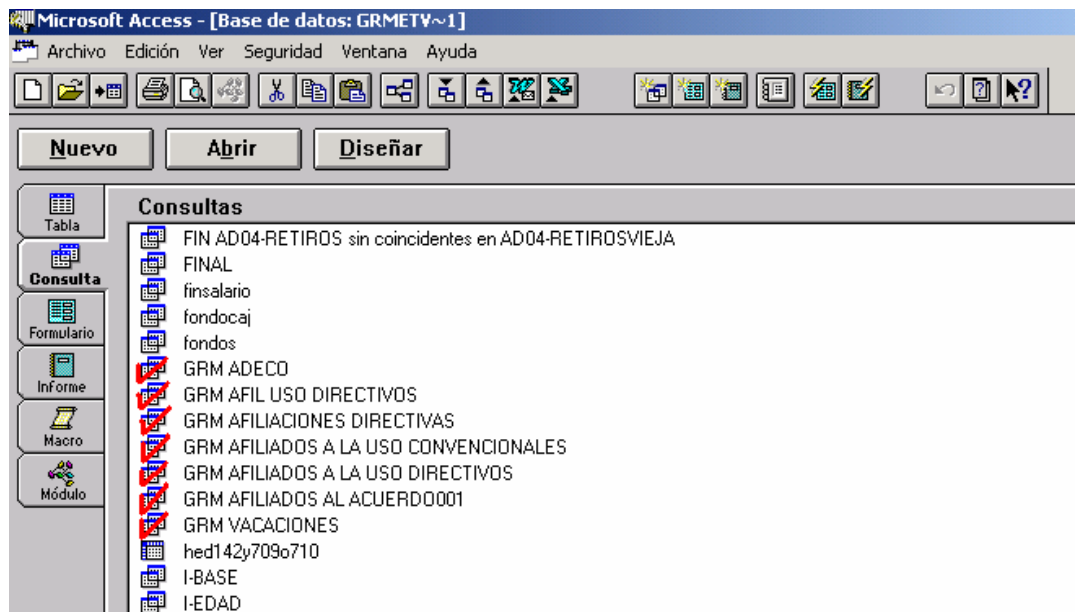 Microsoft Access - [Base de datos: GRMETV~1]
Archivo Edición Ver Seguridad Ventana Ayuda
Nuevo Abrir Diseñar
Tabla
Consulta
Formulario
Informe
Macro
Módulo
Consultas
FIN AD04-RETIROS sin coincidentes en AD04-RETIROSVIEJA
FINAL
finsalario
fondocaj
fondos
GRM ADECO
GRM AFIL USO DIRECTIVOS
GRM AFILIACIONES DIRECTIVAS
GRM AFILIADOS A LA USO CONVENCIONALES
GRM AFILIADOS A LA USO DIRECTIVOS
GRM AFILIADOS AL ACUERDO001
GRM VACACIONES
hed142y709o710
I-BASE
I-EDAD